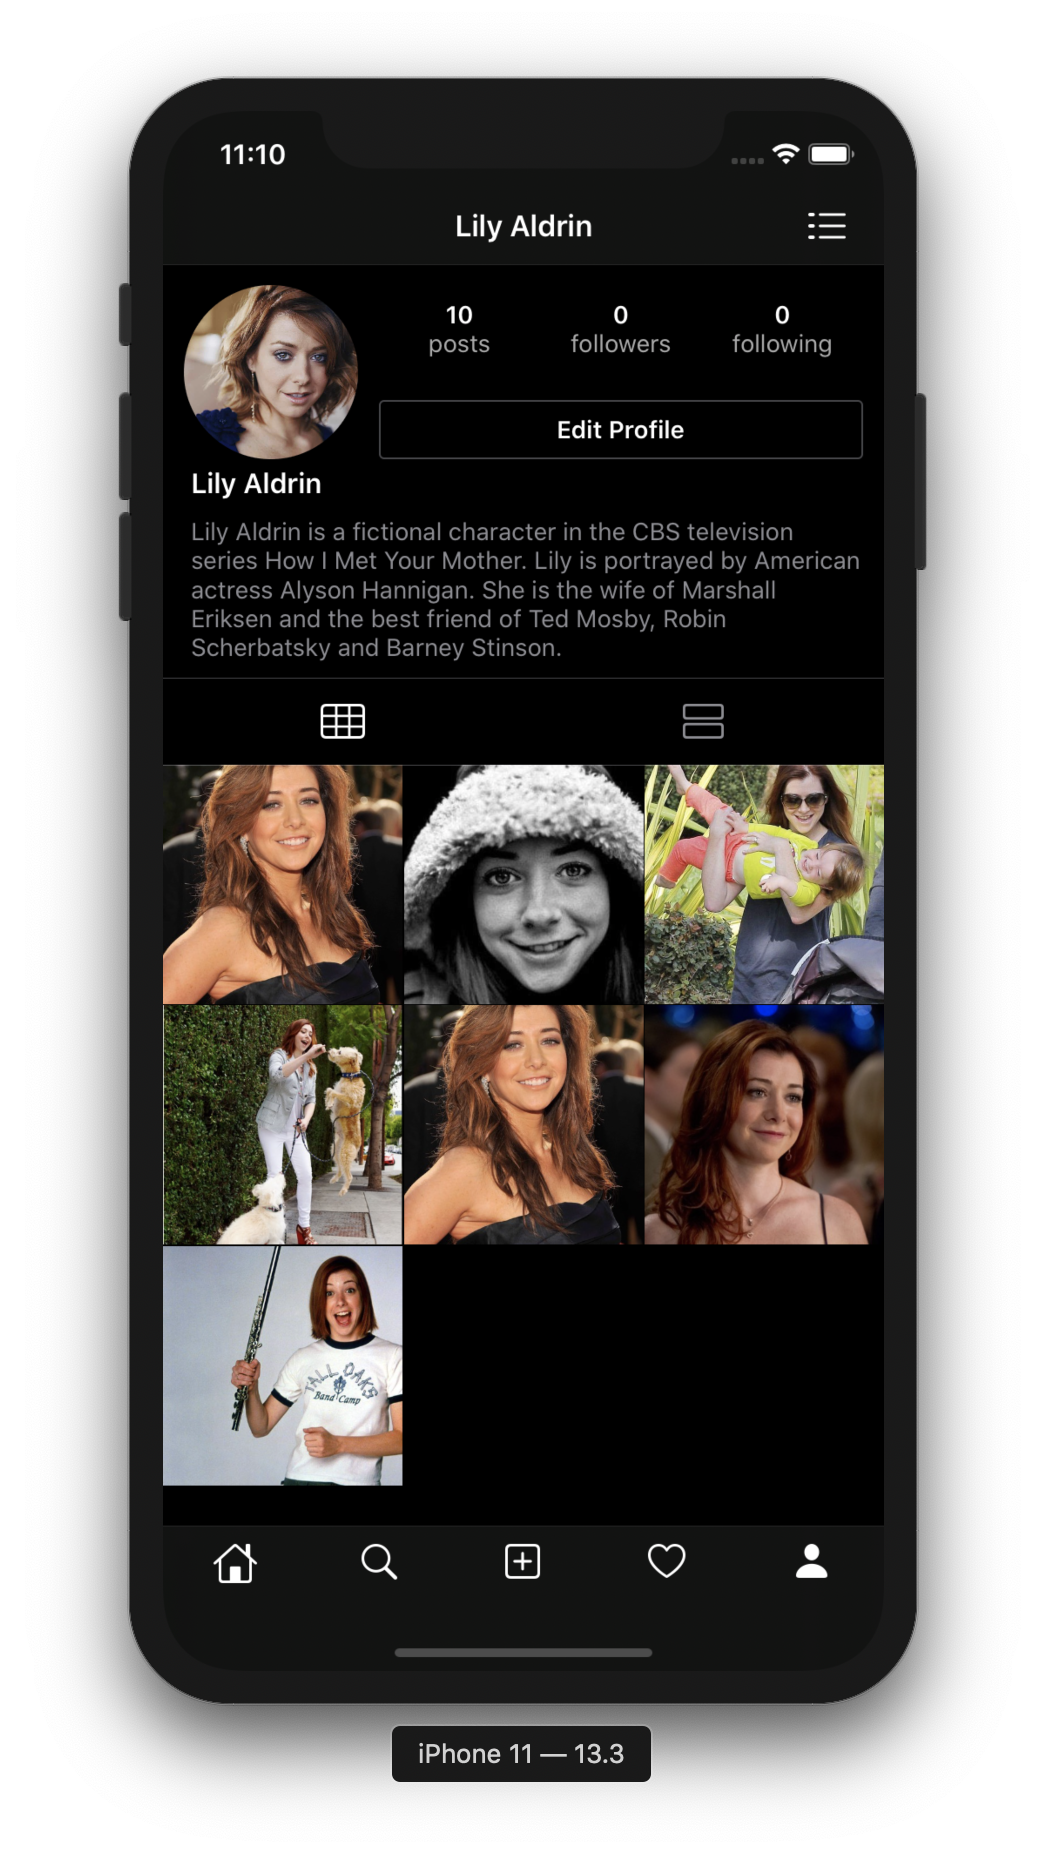 11:10
Lily Aldrin
10 0 0
posts followers following
Edit Profile
Lily Aldrin
Lily Aldrin is a fictional character in the CBS television
series How I Met Your Mother. Lily is portrayed by American
actress Alyson Hannigan. She is the wife of Marshall
Eriksen and the best friend of Ted Mosby, Robin
Scherbatsky and Barney Stinson.
TALL OAKS
Band Camp
iPhone 11 — 13.3